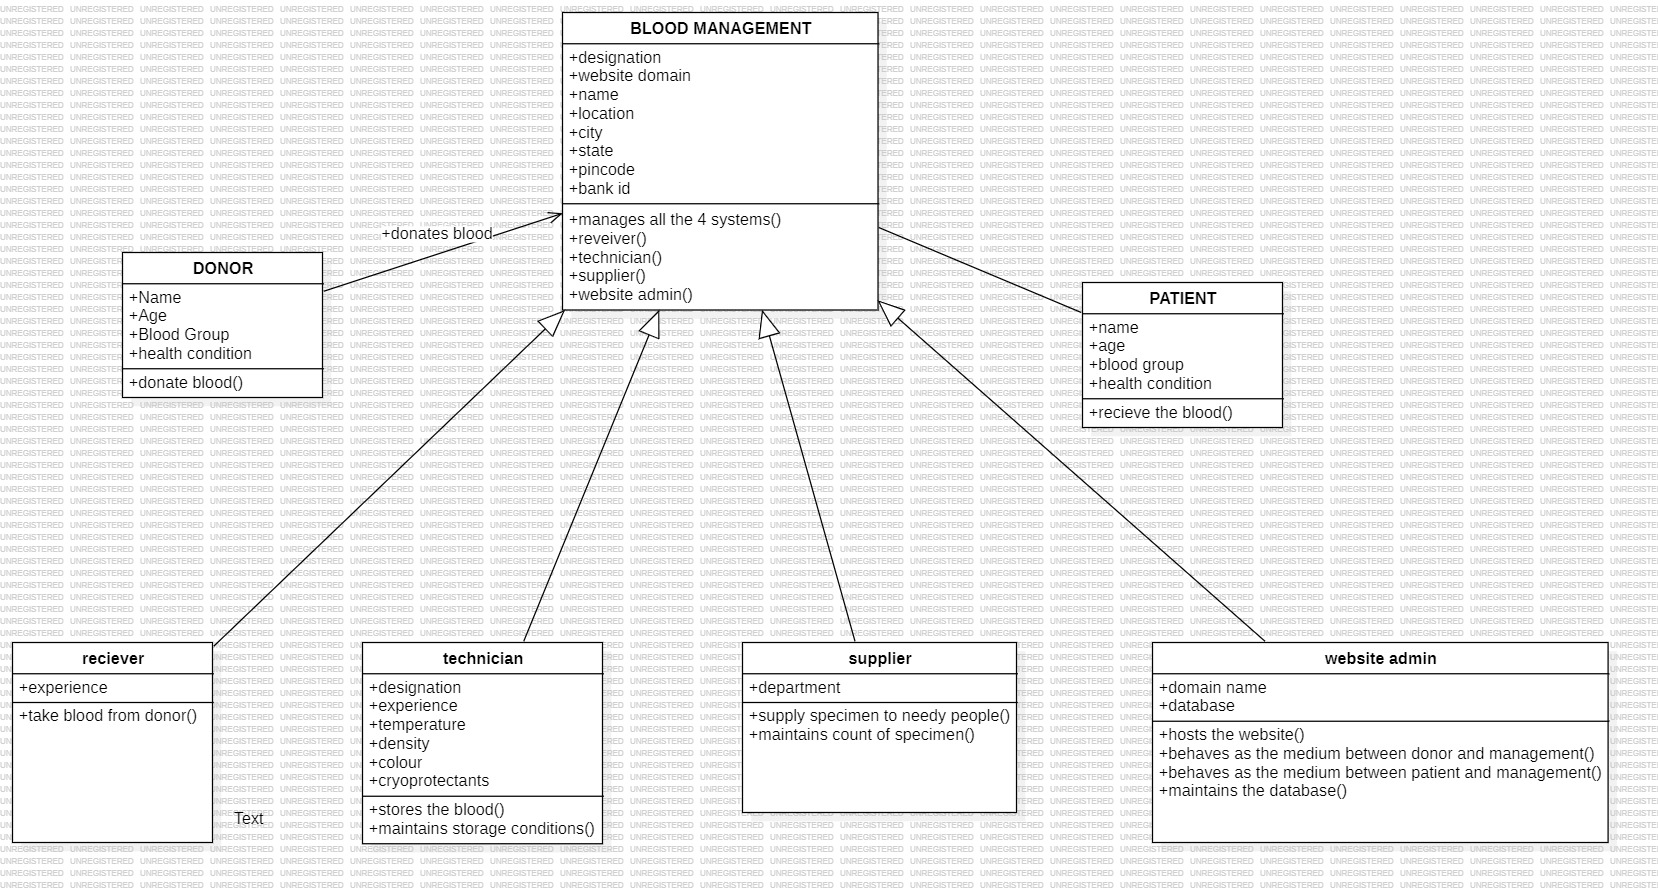 BLOOD MANAGEMENT
+designation
+website domain
+name
+location
+city
+state
+pincode
+bank id
+manages all the 4 systems()
+reveiver()
+technician()
+supplier()
+website admin()
+donates blood
DONOR
+Name
+Age
+Blood Group
+health condition
+donate blood()
PATIENT
+name
+age
+blood group
+health condition
+recieve the blood()
reciever
+experience
+take blood from donor()
Text
technician
+designation
+experience
+temperature
+density
+colour
+cryoprotectants
+stores the blood()
+maintains storage conditions()
supplier
+department
+supply specimen to needy people()
+maintains count of specimen()
website admin
+domain name
+database
+hosts the website()
+behaves as the medium between donor and management()
+behaves as the medium between patient and management()
+maintains the database()
UNREGISTERED